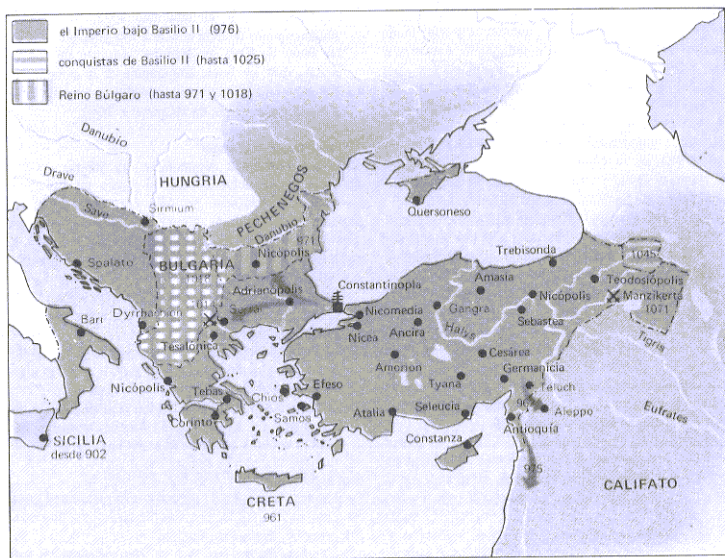 el Imperio bajo Basilio II (976)
conquistas de Basilio II (hasta 1025)
Reino Búlgaro (hasta 971 y 1018)
Danubio
Drave
HUNGRIA
PECHENEGOS
Save
Sirmium
Danubio
Quersoneso
971
Nicópolis
Spalato
BULGARIA
Trebisonda
1045
Constantinopla
Amasia
Teodosiópolis
Adrianópolis
Nicópolis
Manzikerta
1071
Bari
Dyrrhachion
Nicomedia
Gangra
Sebastea
Nicea
Ancira
Halys
Tigris
Tesalónica
Cesárea
Amorion
Germanicia
Nicópolis
Tebas
Chios
Efeso
Tyana
Teluch
Eufrates
Corinto
Samos
Atalia
Seleucia
Aleppo
Antioquía
SICILIA
desde 902
Constanza
975
CALIFATO
CRETA
961